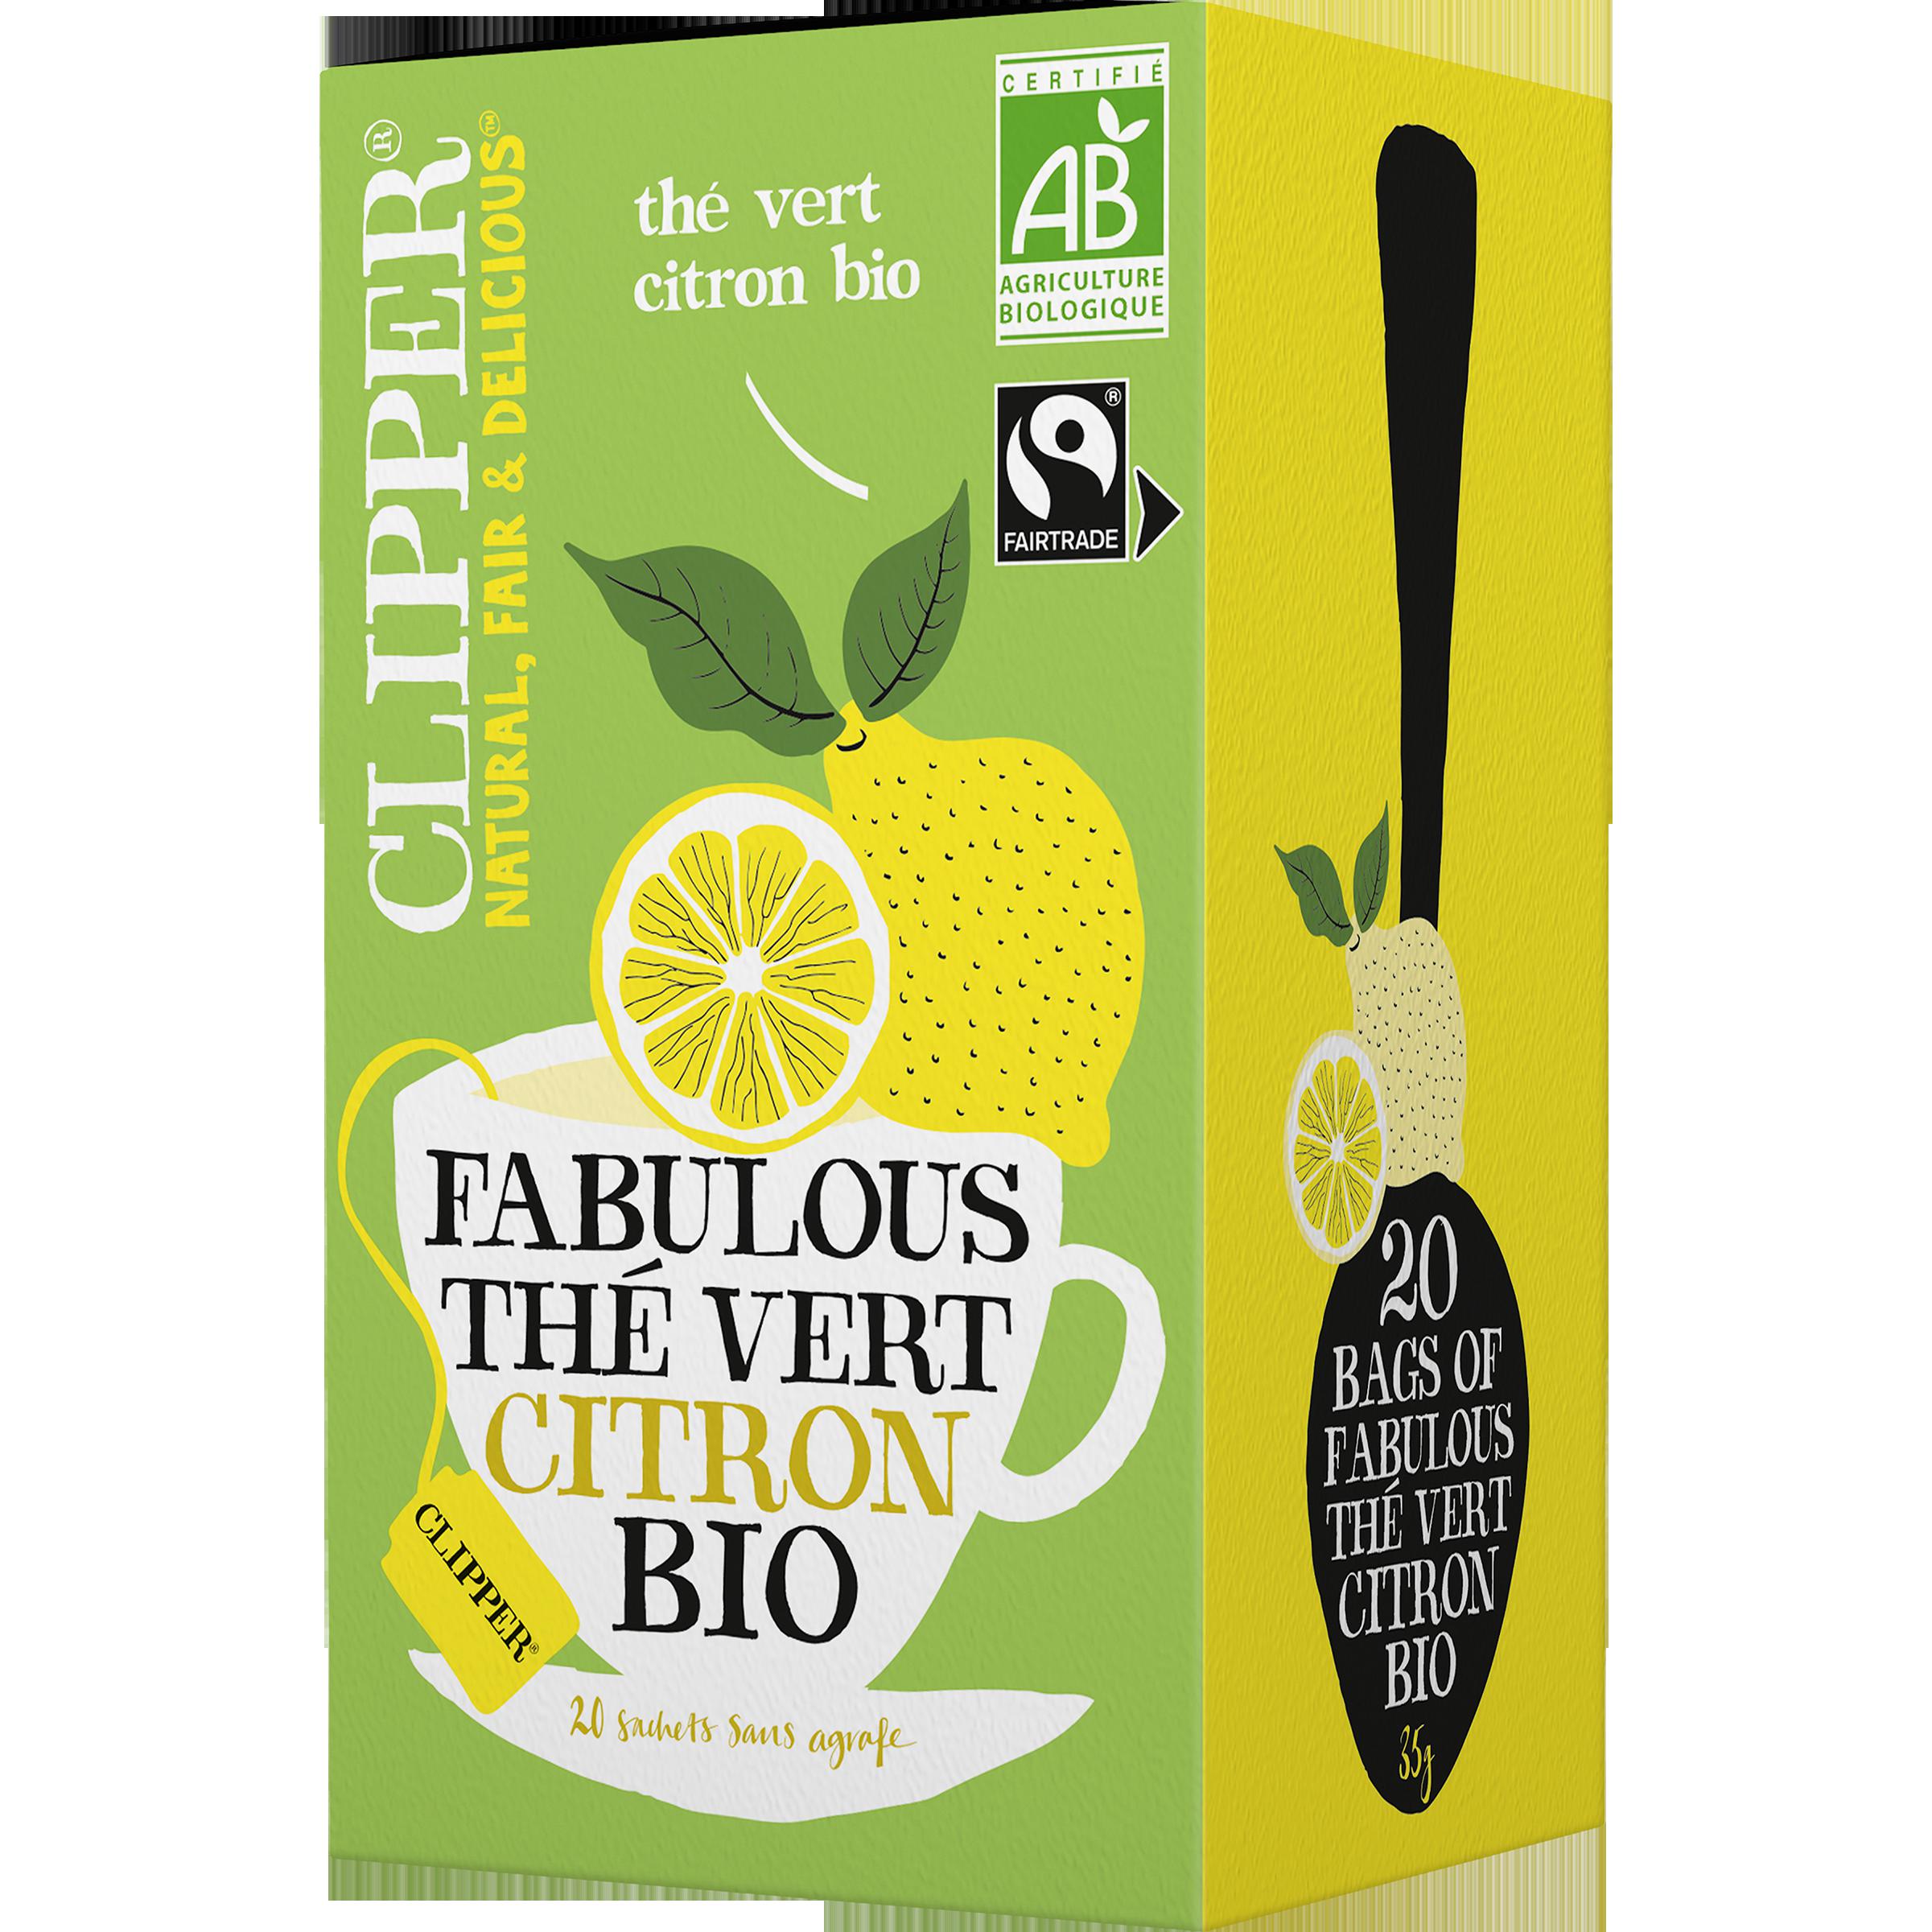 CLIPPER®
NATURAL, FAIR & DELICIOUS™
thé vert
citron bio
CERTIFIÉ
AB
AGRICULTURE
BIOLOGIQUE
®
FAIRTRADE
FABULOUS
THÉ VERT
CITRON
BIO
CLIPPER®
20 sachets sans agrafe
20
BAGS OF
FABULOUS
THÉ VERT
CITRON
BIO
35g